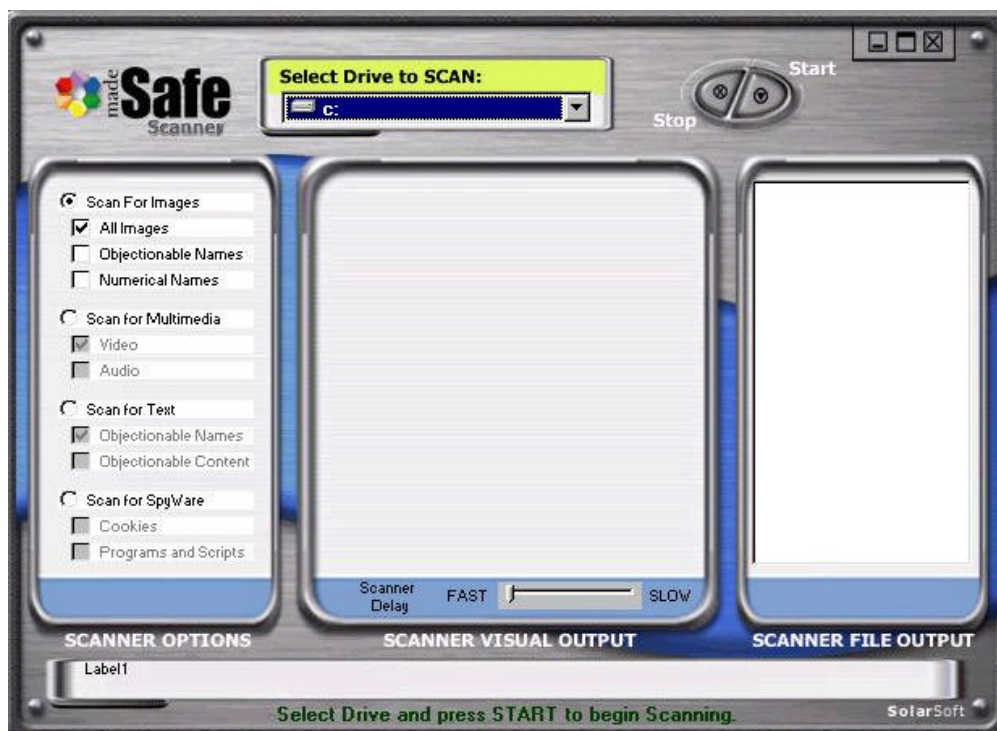 made
Safe
Scanner
Select Drive to SCAN:
c:
Start
Stop
Scan For Images
All Images
Objectionable Names
Numerical Names
Scan for Multimedia
Video
Audio
Scan for Text
Objectionable Names
Objectionable Content
Scan for SpyWare
Cookies
Programs and Scripts
Scanner
Delay
FAST
SLOW
SCANNER OPTIONS
SCANNER VISUAL OUTPUT
SCANNER FILE OUTPUT
Label1
Select Drive and press START to begin Scanning.
SolarSoft